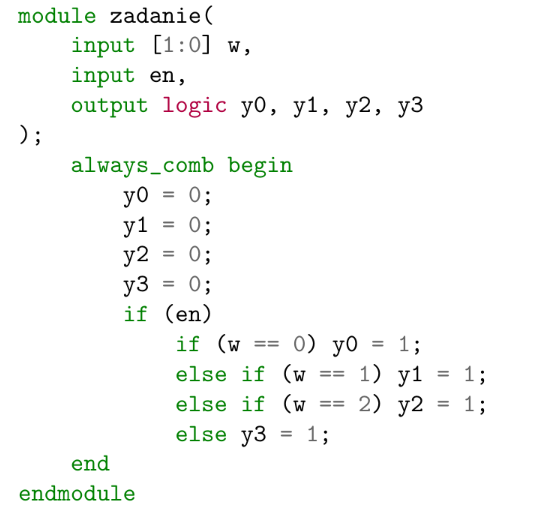 module zadanie(
    input [1:0] w,
    input en,
    output logic y0, y1, y2, y3
);
    always_comb begin
        y0 = 0;
        y1 = 0;
        y2 = 0;
        y3 = 0;
        if (en)
            if (w == 0) y0 = 1;
            else if (w == 1) y1 = 1;
            else if (w == 2) y2 = 1;
            else y3 = 1;
    end
endmodule